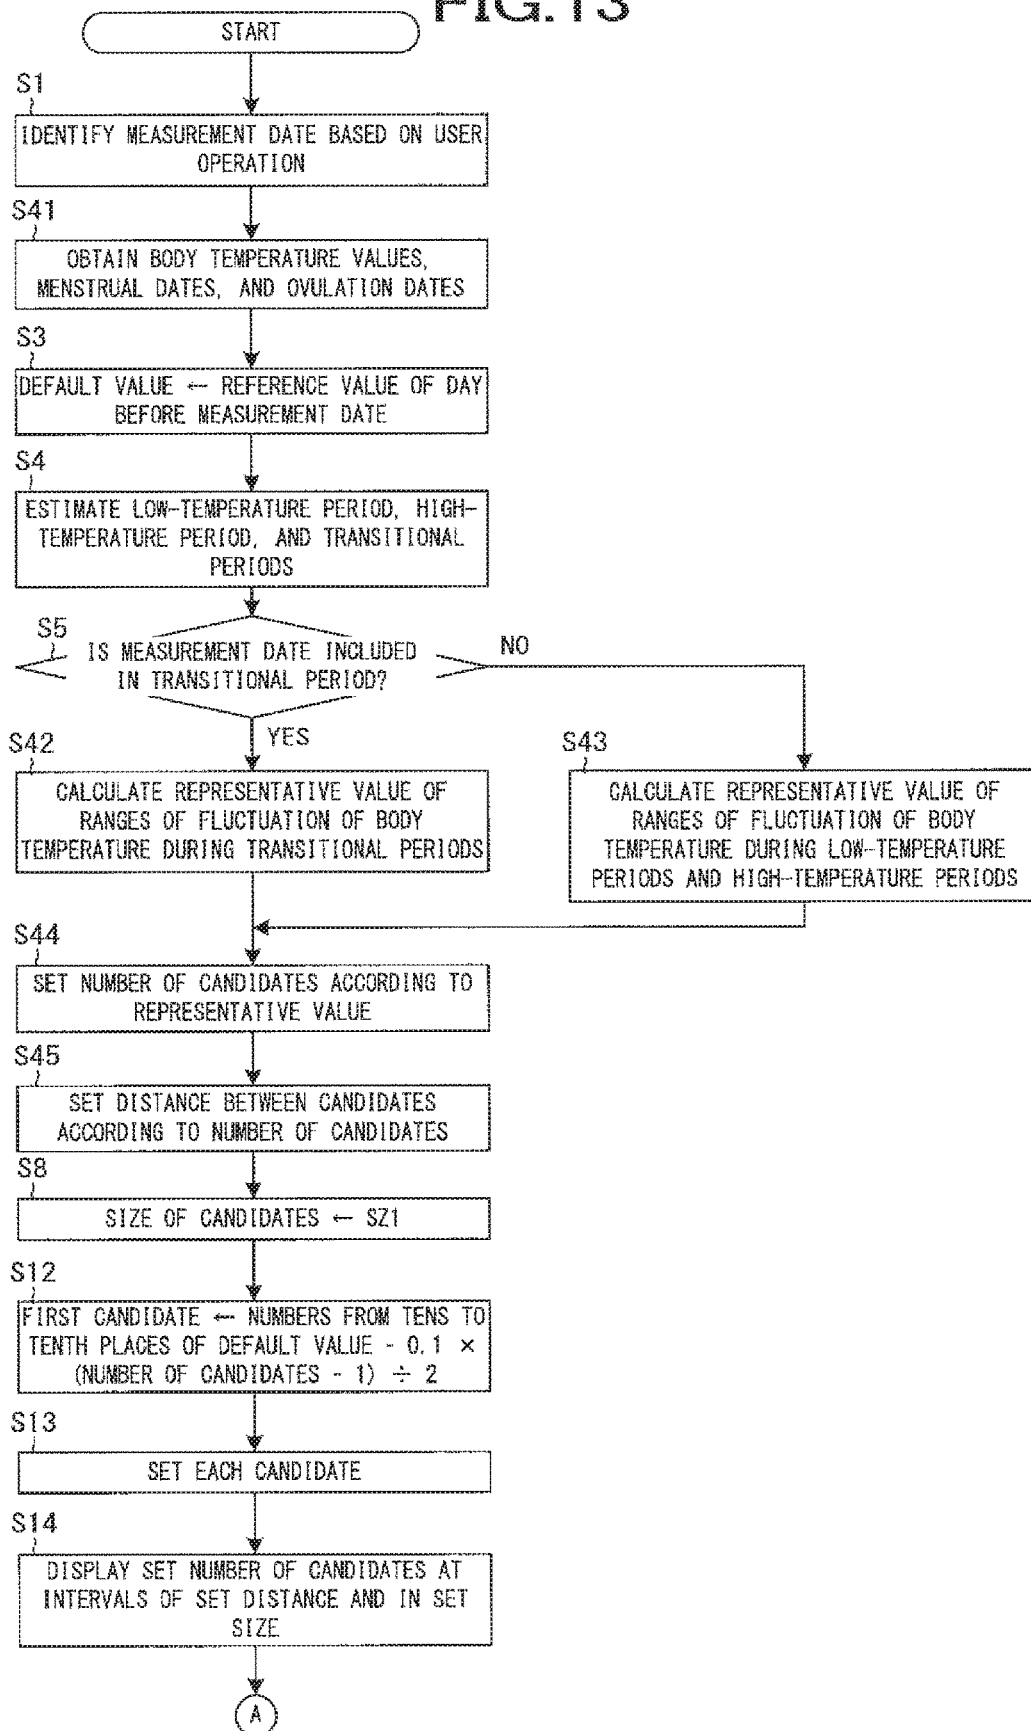 FIG.13
START
S1
IDENTIFY MEASUREMENT DATE BASED ON USER
OPERATION
S41
OBTAIN BODY TEMPERATURE VALUES,
MENSTRUAL DATES, AND OVULATION DATES
S3
DEFAULT VALUE ← REFERENCE VALUE OF DAY
BEFORE MEASUREMENT DATE
S4
ESTIMATE LOW-TEMPERATURE PERIOD, HIGH-
TEMPERATURE PERIOD, AND TRANSITIONAL
PERIODS
S5
IS MEASUREMENT DATE INCLUDED
IN TRANSITIONAL PERIOD?
NO
YES
S42
CALCULATE REPRESENTATIVE VALUE OF
RANGES OF FLUCTUATION OF BODY
TEMPERATURE DURING TRANSITIONAL PERIODS
S43
CALCULATE REPRESENTATIVE VALUE OF
RANGES OF FLUCTUATION OF BODY
TEMPERATURE DURING LOW-TEMPERATURE
PERIODS AND HIGH-TEMPERATURE PERIODS
S44
SET NUMBER OF CANDIDATES ACCORDING TO
REPRESENTATIVE VALUE
S45
SET DISTANCE BETWEEN CANDIDATES
ACCORDING TO NUMBER OF CANDIDATES
S8
SIZE OF CANDIDATES ← SZ1
S12
FIRST CANDIDATE ← NUMBERS FROM TENS TO
TENTH PLACES OF DEFAULT VALUE - 0.1 ×
(NUMBER OF CANDIDATES - 1) ÷ 2
S13
SET EACH CANDIDATE
S14
DISPLAY SET NUMBER OF CANDIDATES AT
INTERVALS OF SET DISTANCE AND IN SET
SIZE
A